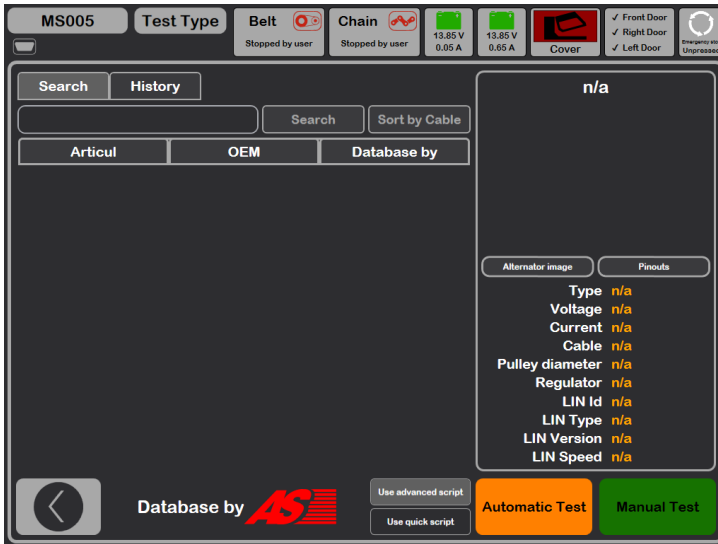 MS005
Test Type
Belt
Stopped by user
Chain
Stopped by user
13.85 V
0.05 A
13.85 V
0.65 A
Cover
✓ Front Door
✓ Right Door
✓ Left Door
Emergency sto
Unpressed
Search
History
n/a
Search
Sort by Cable
Articul
OEM
Database by
Alternator image
Pinouts
Type n/a
Voltage n/a
Current n/a
Cable n/a
Pulley diameter n/a
Regulator n/a
LIN Id n/a
LIN Type n/a
LIN Version n/a
LIN Speed n/a
Database by AS
Use advanced script
Use quick script
Automatic Test
Manual Test